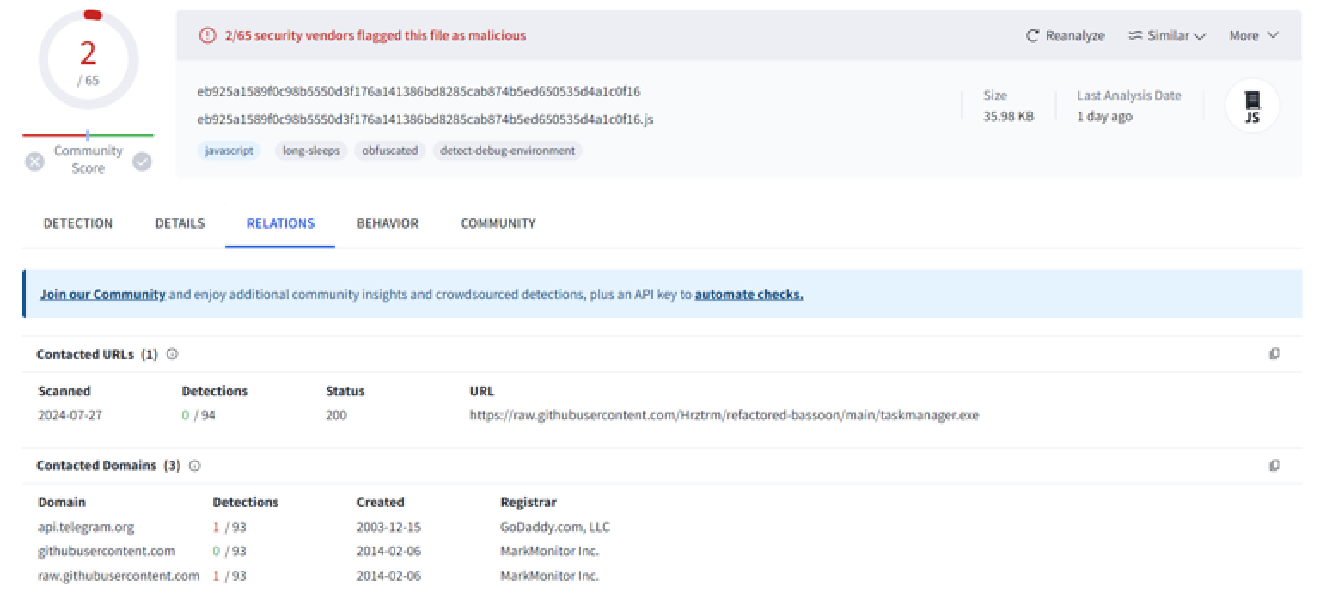 2
/ 65
Community
Score
2/65 security vendors flagged this file as malicious
Reanalyze
Similar
More
eb925a1589f0c98b5550d3f176a141386bd8285cab874b5ed650535d4a1c0f16
eb925a1589f0c98b5550d3f176a141386bd8285cab874b5ed650535d4a1c0f16.js
javascript long-sleeps obfuscated detect-debug-environment
Size
35.98 KB
Last Analysis Date
1 day ago
JS
DETECTION DETAILS RELATIONS BEHAVIOR COMMUNITY
Join our Community and enjoy additional community insights and crowdsourced detections, plus an API key to automate checks.
Contacted URLs (1)
Scanned Detections Status URL
2024-07-27 0 / 94 200 https://raw.githubusercontent.com/Hrztrm/refactored-bassoon/main/taskmanager.exe
Contacted Domains (3)
Domain Detections Created Registrar
api.telegram.org 1 / 93 2003-12-15 GoDaddy.com, LLC
githubusercontent.com 0 / 93 2014-02-06 MarkMonitor Inc.
raw.githubusercontent.com 1 / 93 2014-02-06 MarkMonitor Inc.